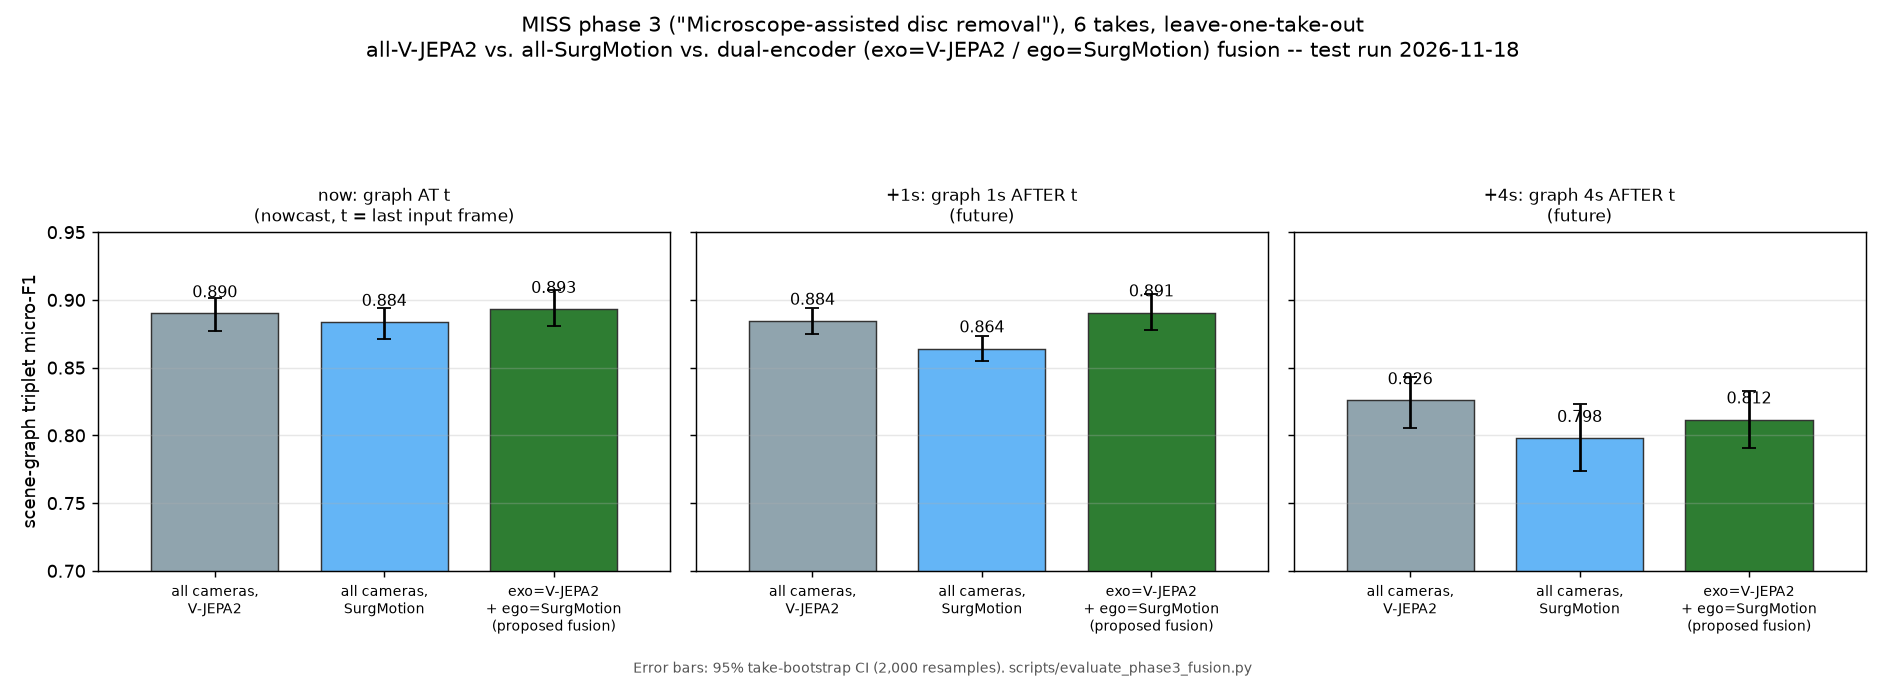 MISS phase 3 ("Microscope-assisted disc removal"), 6 takes, leave-one-take-out
all-V-JEPA2 vs. all-SurgMotion vs. dual-encoder (exo=V-JEPA2 / ego=SurgMotion) fusion -- test run 2026-11-18
now: graph AT t
(nowcast, t = last input frame)
scene-graph triplet micro-F1
0.95
0.90
0.85
0.80
0.75
0.70
0.890
0.884
0.893
all cameras,
V-JEPA2
all cameras,
SurgMotion
exo=V-JEPA2
+ ego=SurgMotion
(proposed fusion)
+1s: graph 1s AFTER t
(future)
0.884
0.864
0.891
all cameras,
V-JEPA2
all cameras,
SurgMotion
exo=V-JEPA2
+ ego=SurgMotion
(proposed fusion)
+4s: graph 4s AFTER t
(future)
0.826
0.798
0.812
all cameras,
V-JEPA2
all cameras,
SurgMotion
exo=V-JEPA2
+ ego=SurgMotion
(proposed fusion)
Error bars: 95% take-bootstrap CI (2,000 resamples). scripts/evaluate_phase3_fusion.py